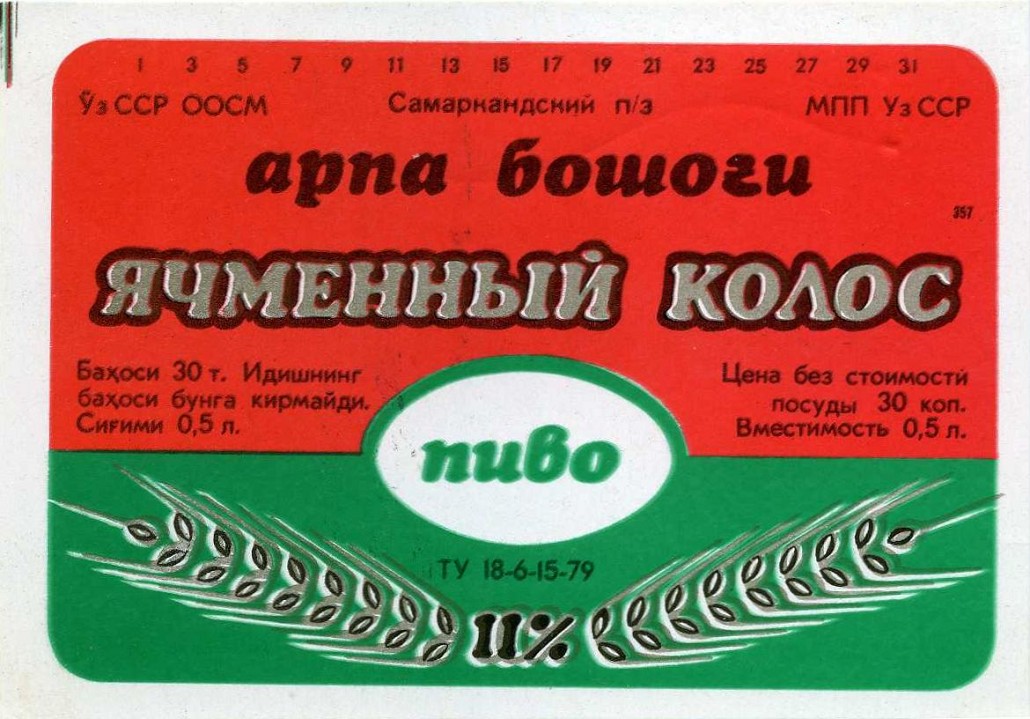 1 3 5 7 9 11 13 15 17 19 21 23 25 27 29 31
Ўз ССР ООСМ Самаркандский п/з МПП Уз ССР
арпа бошоги
357
ЯЧМЕННЫЙ КОЛОС
Баҳоси 30 т. Идишнинг
баҳоси бунга кирмайди.
Сиғими 0,5 л.
Цена без стоимости
посуды 30 коп.
Вместимость 0,5 л.
пиво
ТУ 18-6-15-79
11%